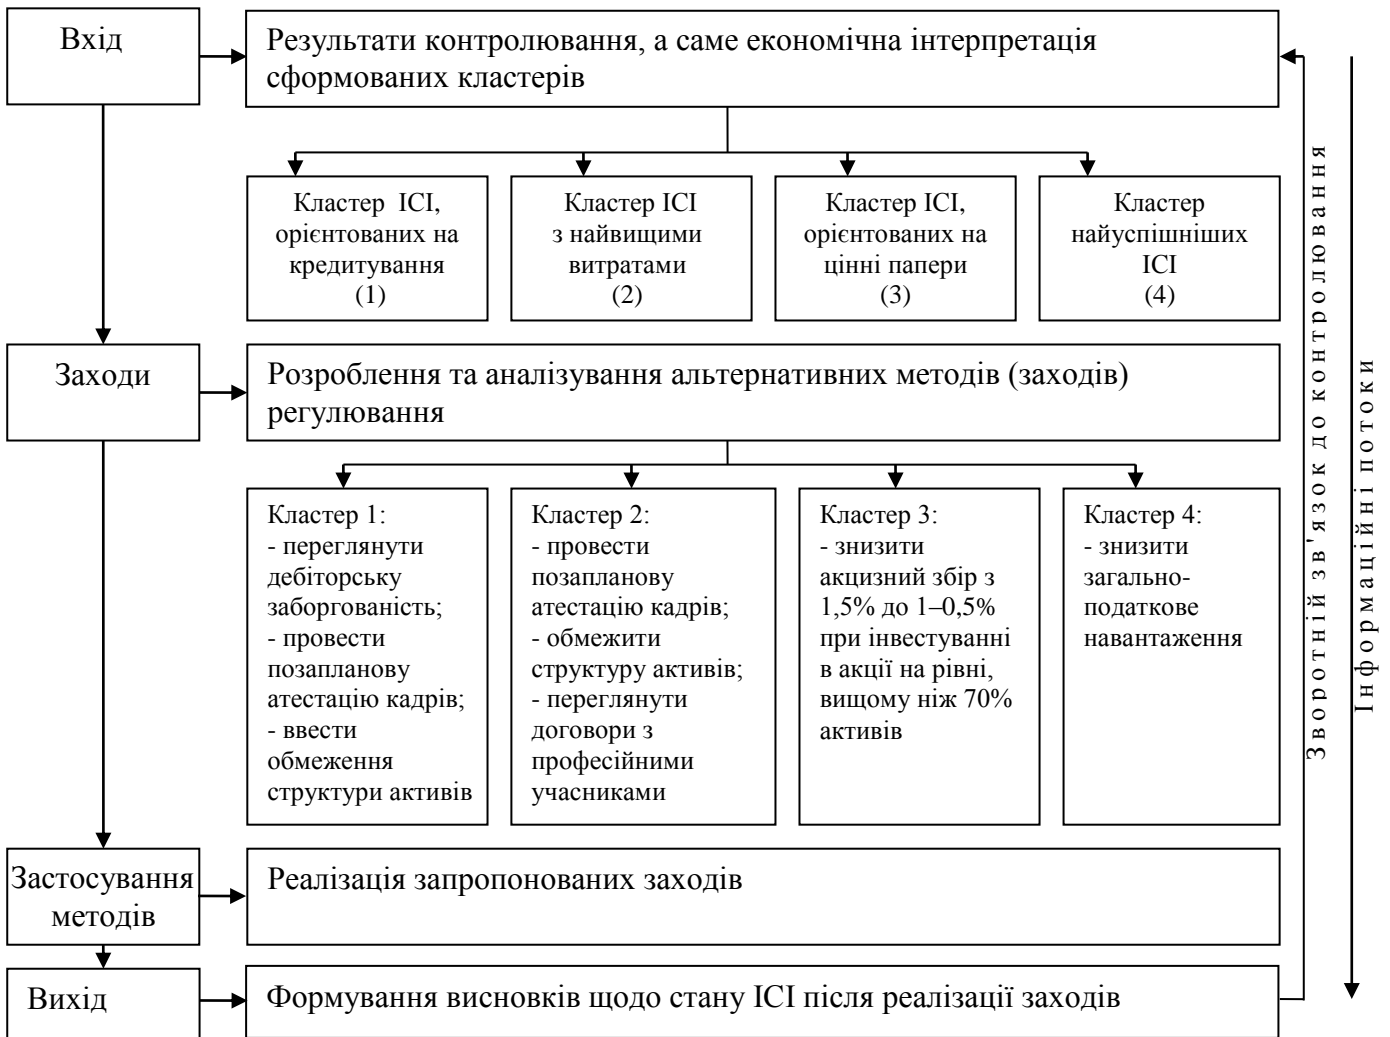 Вхід
Результати контролювання, а саме економічна інтерпретація
сформованих кластерів
Кластер ІСІ,
орієнтованих на
кредитування
(1)
Кластер ІСІ
з найвищими
витратами
(2)
Кластер ІСІ,
орієнтованих на
цінні папери
(3)
Кластер
найуспішніших
ІСІ
(4)
Заходи
Розроблення та аналізування альтернативних методів (заходів)
регулювання
Кластер 1:
- переглянути
дебіторську
заборгованість;
- провести
позапланову
атестацію кадрів;
- ввести
обмеження
структури активів
Кластер 2:
- провести
позапланову
атестацію кадрів;
- обмежити
структуру активів;
- переглянути
договори з
професійними
учасниками
Кластер 3:
- знизити
акцизний збір з
1,5% до 1–0,5%
при інвестуванні
в акції на рівні,
вищому ніж 70%
активів
Кластер 4:
- знизити
загально-
податкове
навантаження
Застосування
методів
Реалізація запропонованих заходів
Вихід
Формування висновків щодо стану ІСІ після реалізації заходів
Зворотній зв'язок до контролювання
Інформаційні потоки